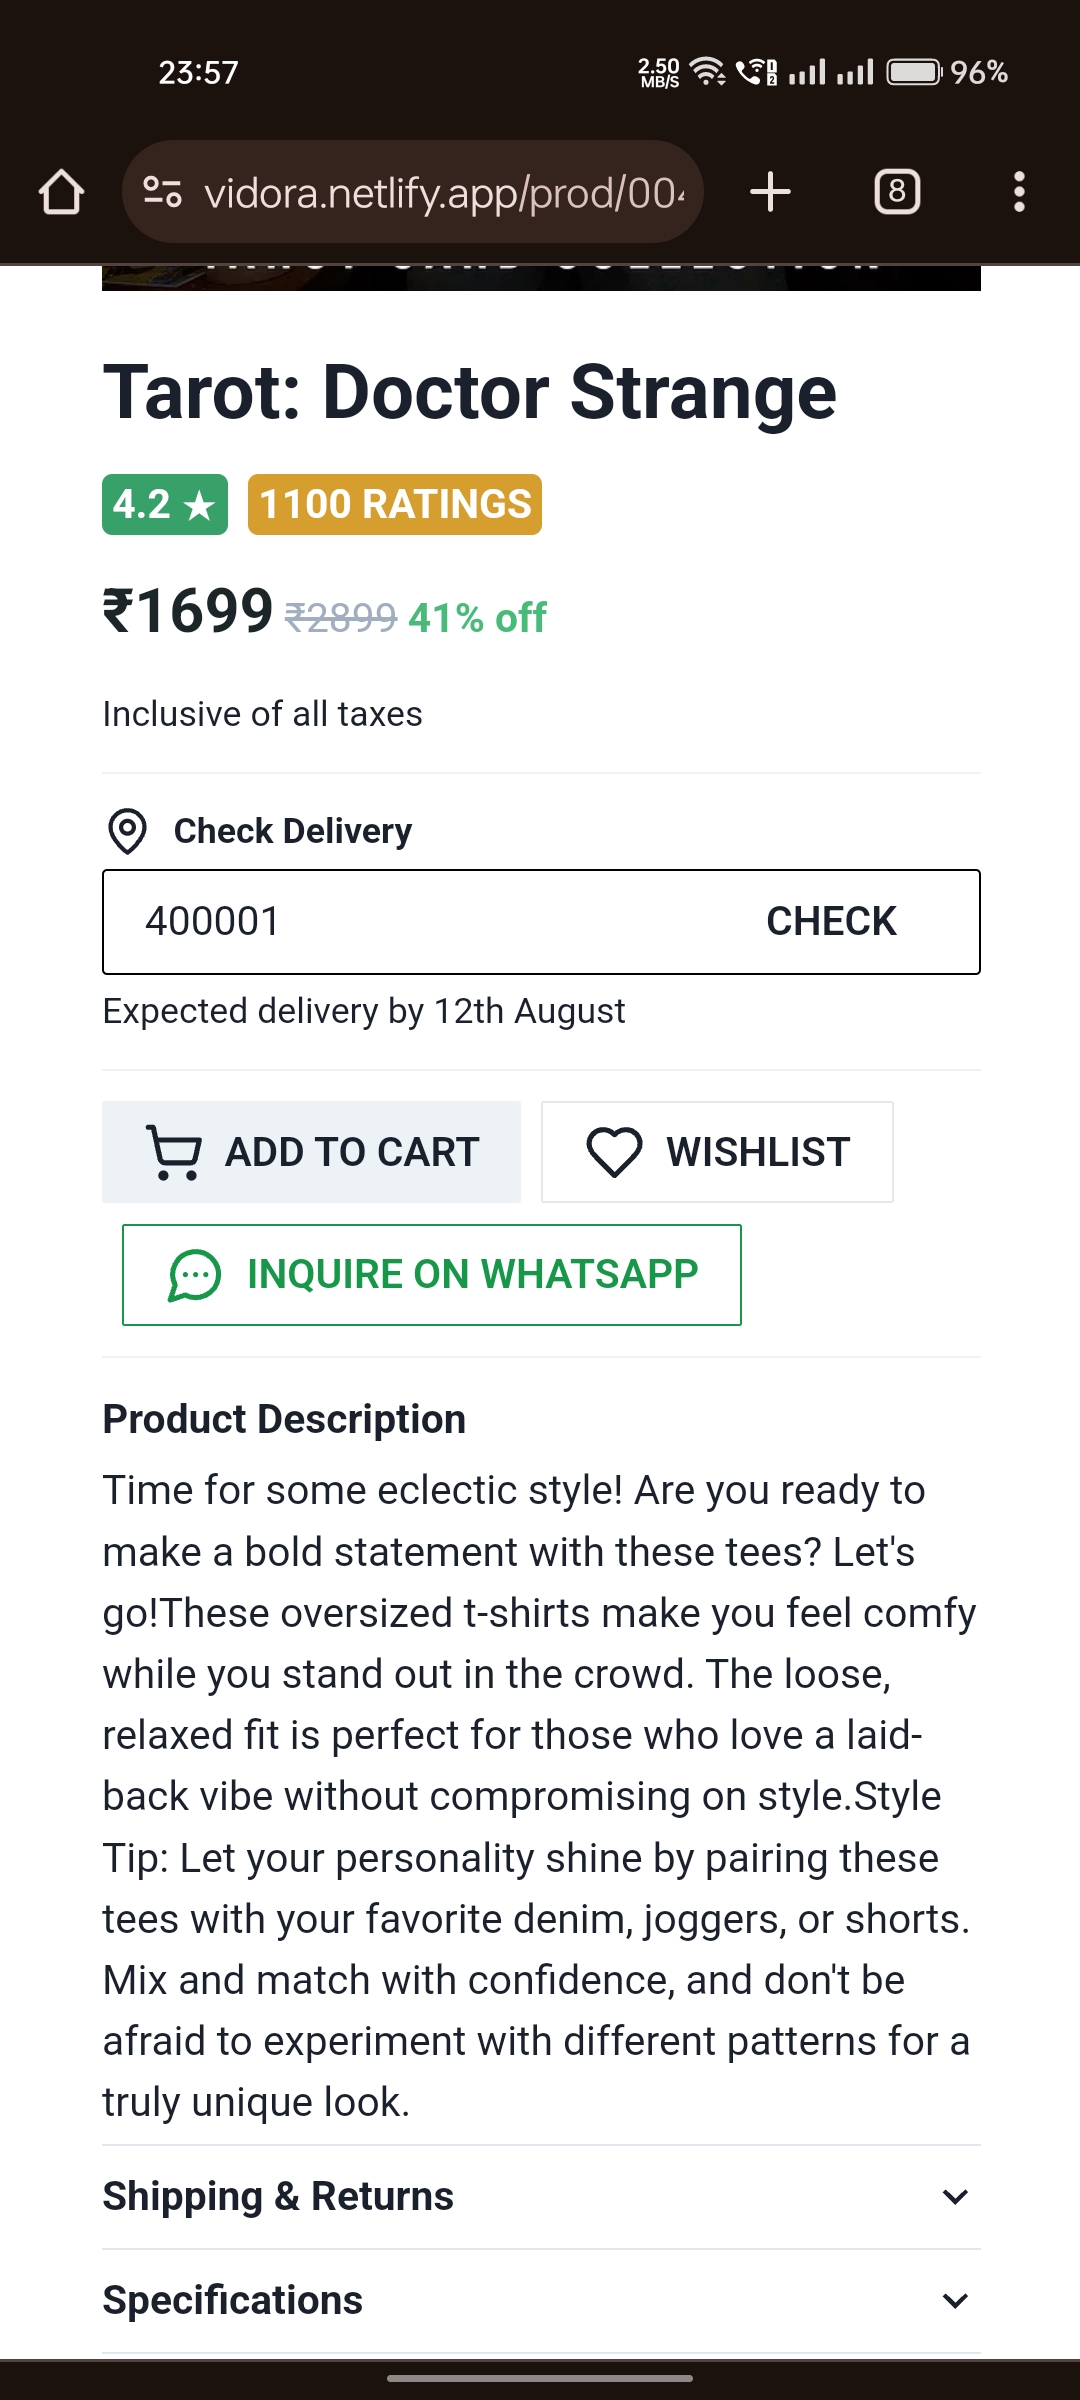 23:57
2.50
MB/S
96%
vidora.netlify.app/prod/00
8
Tarot: Doctor Strange
4.2 ★ 1100 RATINGS
₹1699 ₹2899 41% off
Inclusive of all taxes
Check Delivery
400001 CHECK
Expected delivery by 12th August
ADD TO CART WISHLIST
INQUIRE ON WHATSAPP
Product Description
Time for some eclectic style! Are you ready to
make a bold statement with these tees? Let's
go!These oversized t-shirts make you feel comfy
while you stand out in the crowd. The loose,
relaxed fit is perfect for those who love a laid-
back vibe without compromising on style.Style
Tip: Let your personality shine by pairing these
tees with your favorite denim, joggers, or shorts.
Mix and match with confidence, and don't be
afraid to experiment with different patterns for a
truly unique look.
Shipping & Returns
Specifications